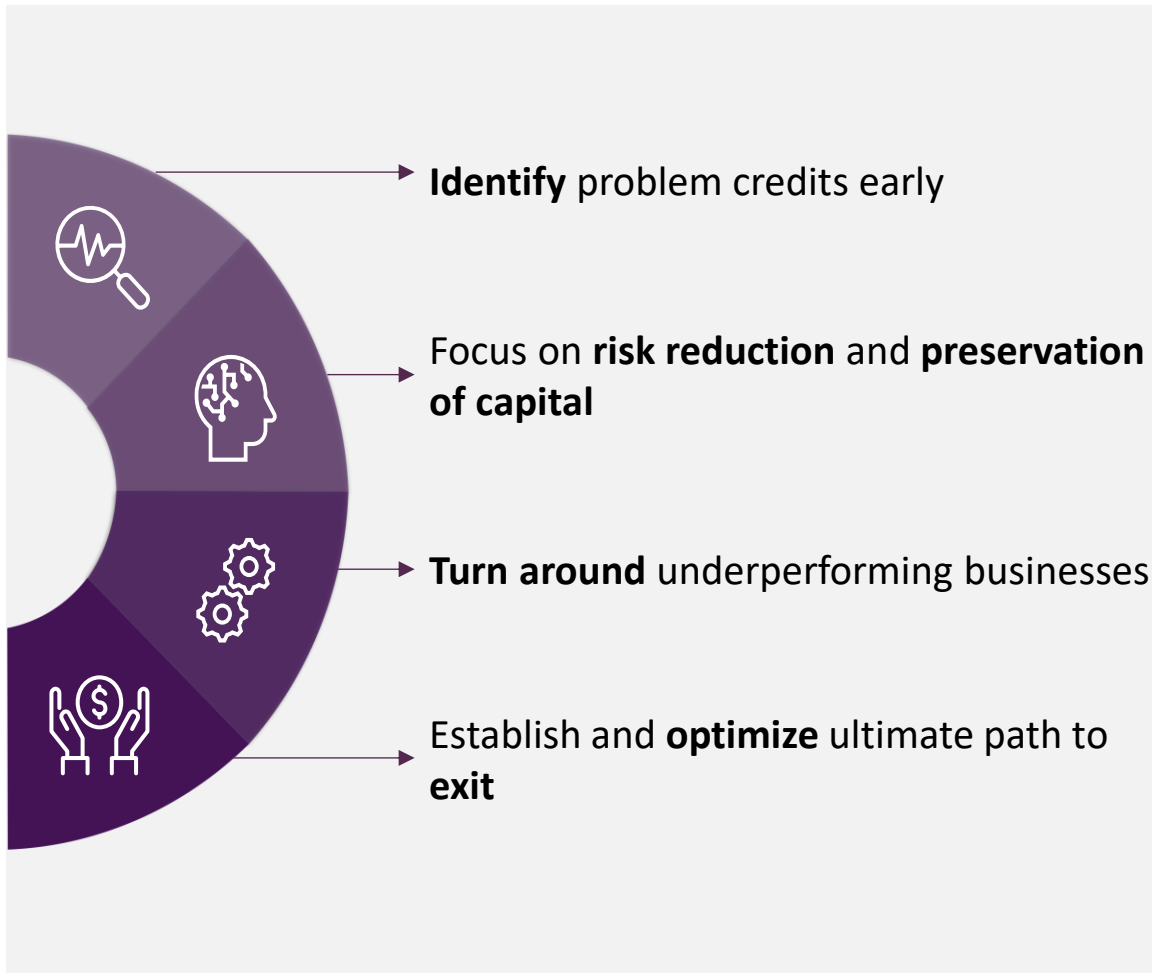 Identify problem credits early
Focus on risk reduction and preservation
of capital
Turn around underperforming businesses
Establish and optimize ultimate path to
exit
$